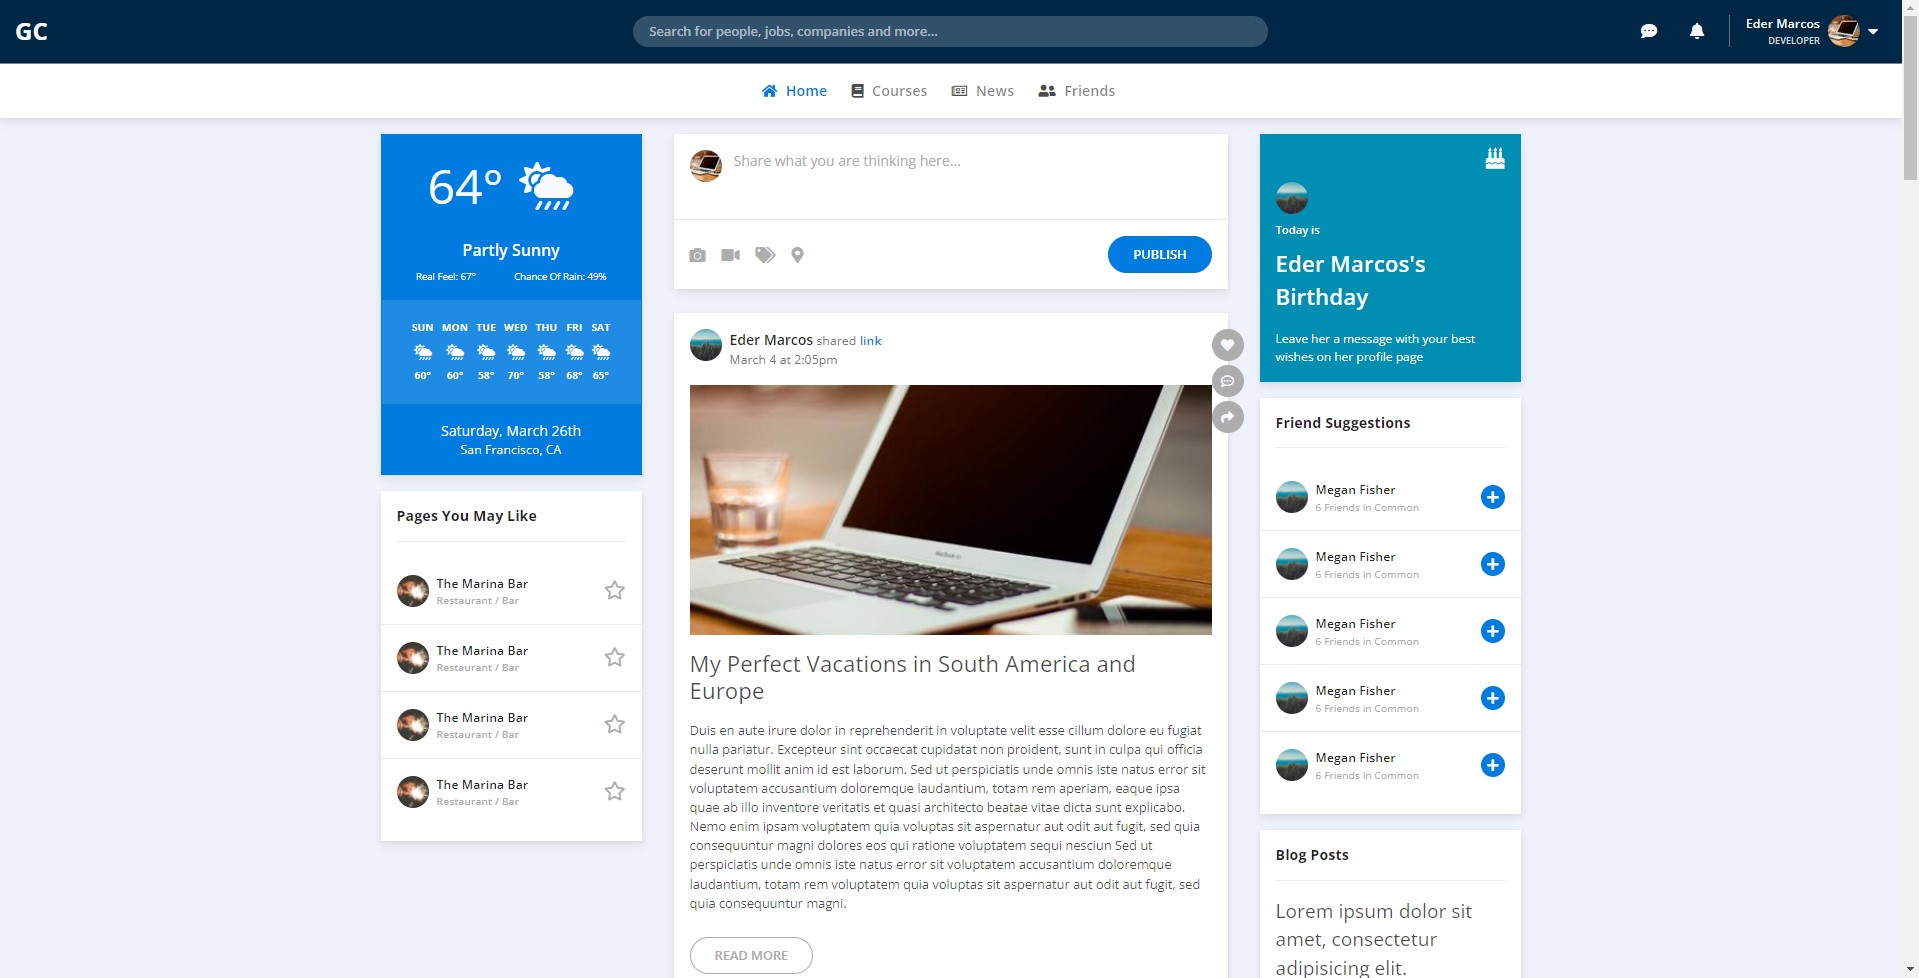 GC
Search for people, jobs, companies and more...
Eder Marcos
DEVELOPER
Home
Courses
News
Friends
64°
Partly Sunny
Real Feel: 67°
Chance Of Rain: 49%
SUN MON TUE WED THU FRI SAT
60° 60° 58° 70° 58° 68° 65°
Saturday, March 26th
San Francisco, CA
Pages You May Like
The Marina Bar
Restaurant / Bar
The Marina Bar
Restaurant / Bar
The Marina Bar
Restaurant / Bar
The Marina Bar
Restaurant / Bar
Share what you are thinking here...
PUBLISH
Eder Marcos shared link
March 4 at 2:05pm
My Perfect Vacations in South America and
Europe
Duis en aute irure dolor in reprehenderit in voluptate velit esse cillum dolore eu fugiat
nulla pariatur. Excepteur sint occaecat cupidatat non proident, sunt in culpa qui officia
deserunt mollit anim id est laborum. Sed ut perspiciatis unde omnis iste natus error sit
voluptatem accusantium doloremque laudantium, totam rem aperiam, eaque ipsa
quae ab illo inventore veritatis et quasi architecto beatae vitae dicta sunt explicabo.
Nemo enim ipsam voluptatem quia voluptas sit aspernatur aut odit aut fugit, sed quia
consequuntur magni dolores eos qui ratione voluptatem sequi nesciun Sed ut
perspiciatis unde omnis iste natus error sit voluptatem accusantium doloremque
laudantium, totam rem voluptatem quia voluptas sit aspernatur aut odit aut fugit, sed
quia consequuntur magni.
READ MORE
Today is
Eder Marcos's
Birthday
Leave her a message with your best
wishes on her profile page
Friend Suggestions
Megan Fisher
6 Friends in Common
Megan Fisher
6 Friends in Common
Megan Fisher
6 Friends in Common
Megan Fisher
6 Friends in Common
Megan Fisher
6 Friends in Common
Blog Posts
Lorem ipsum dolor sit
amet, consectetur
adipisicing elit.